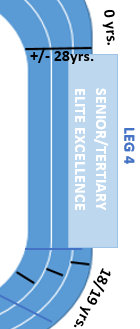 0 yrs.
+/- 28yrs.
SENIOR/TERTIARY
ELITE EXCELLENCE
LEG 4
18/19 yrs.